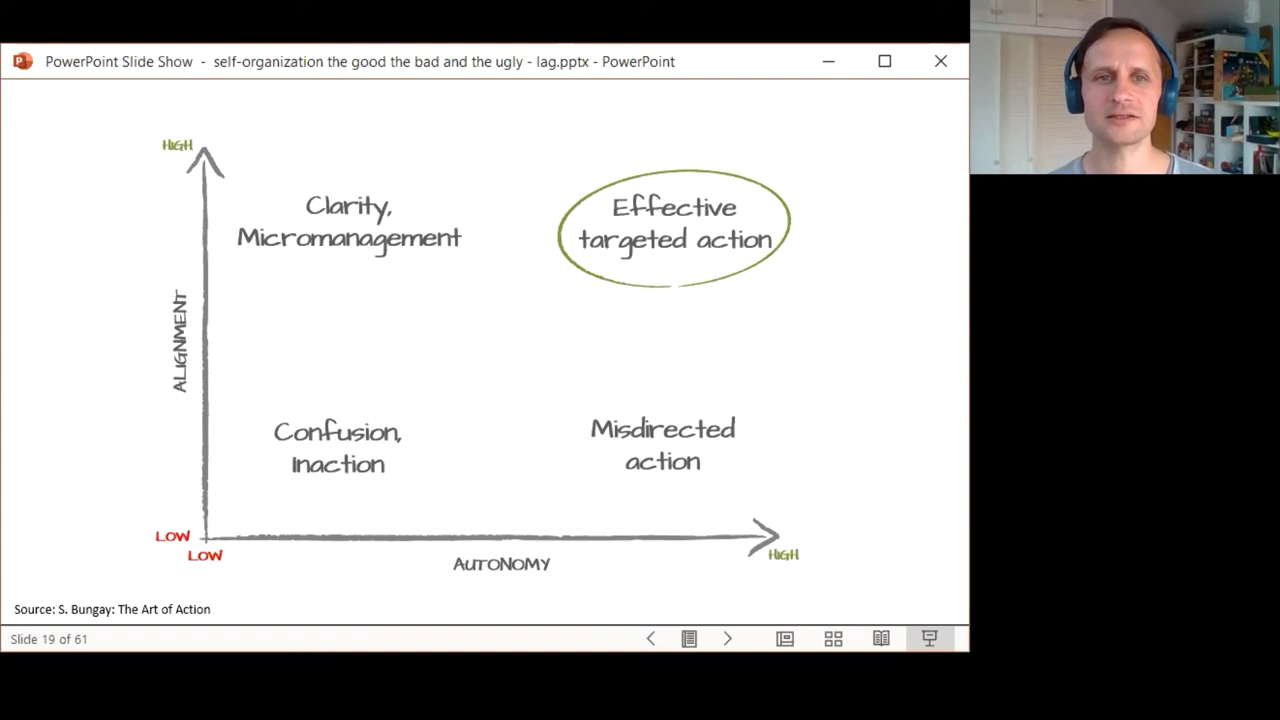 PowerPoint Slide Show - self-organization the good the bad and the ugly - lag.pptx - PowerPoint
HIGH
Clarity,
Micromanagement
Effective
targeted action
ALIGNMENT
Confusion,
Inaction
Misdirected
action
LOW
LOW
AUTONOMY
HIGH
Source: S. Bungay: The Art of Action
Slide 19 of 61